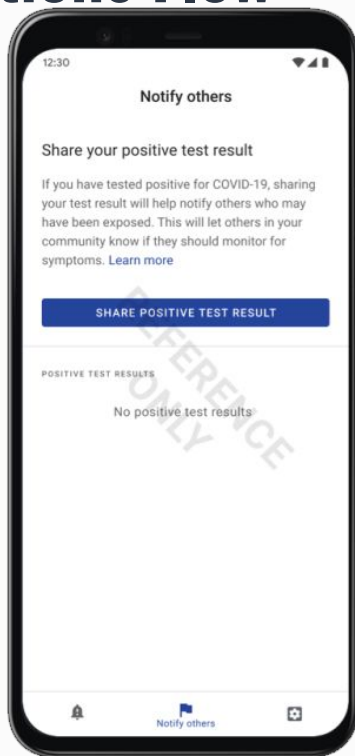 12:30
Notify others
Share your positive test result
If you have tested positive for COVID-19, sharing
your test result will help notify others who may
have been exposed. This will let others in your
community know if they should monitor for
symptoms. Learn more
SHARE POSITIVE TEST RESULT
POSITIVE TEST RESULTS
No positive test results
REFERENCE
ONLY
Notify others